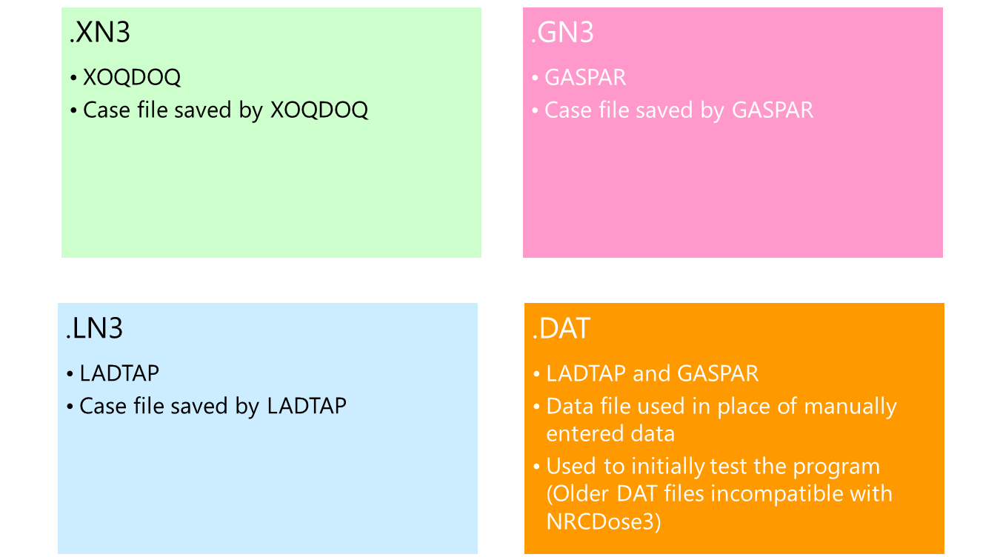 .XN3
• XOQDOQ
• Case file saved by XOQDOQ
.GN3
• GASPAR
• Case file saved by GASPAR
.LN3
• LADTAP
• Case file saved by LADTAP
.DAT
• LADTAP and GASPAR
• Data file used in place of manually
entered data
• Used to initially test the program
(Older DAT files incompatible with
NRCDose3)